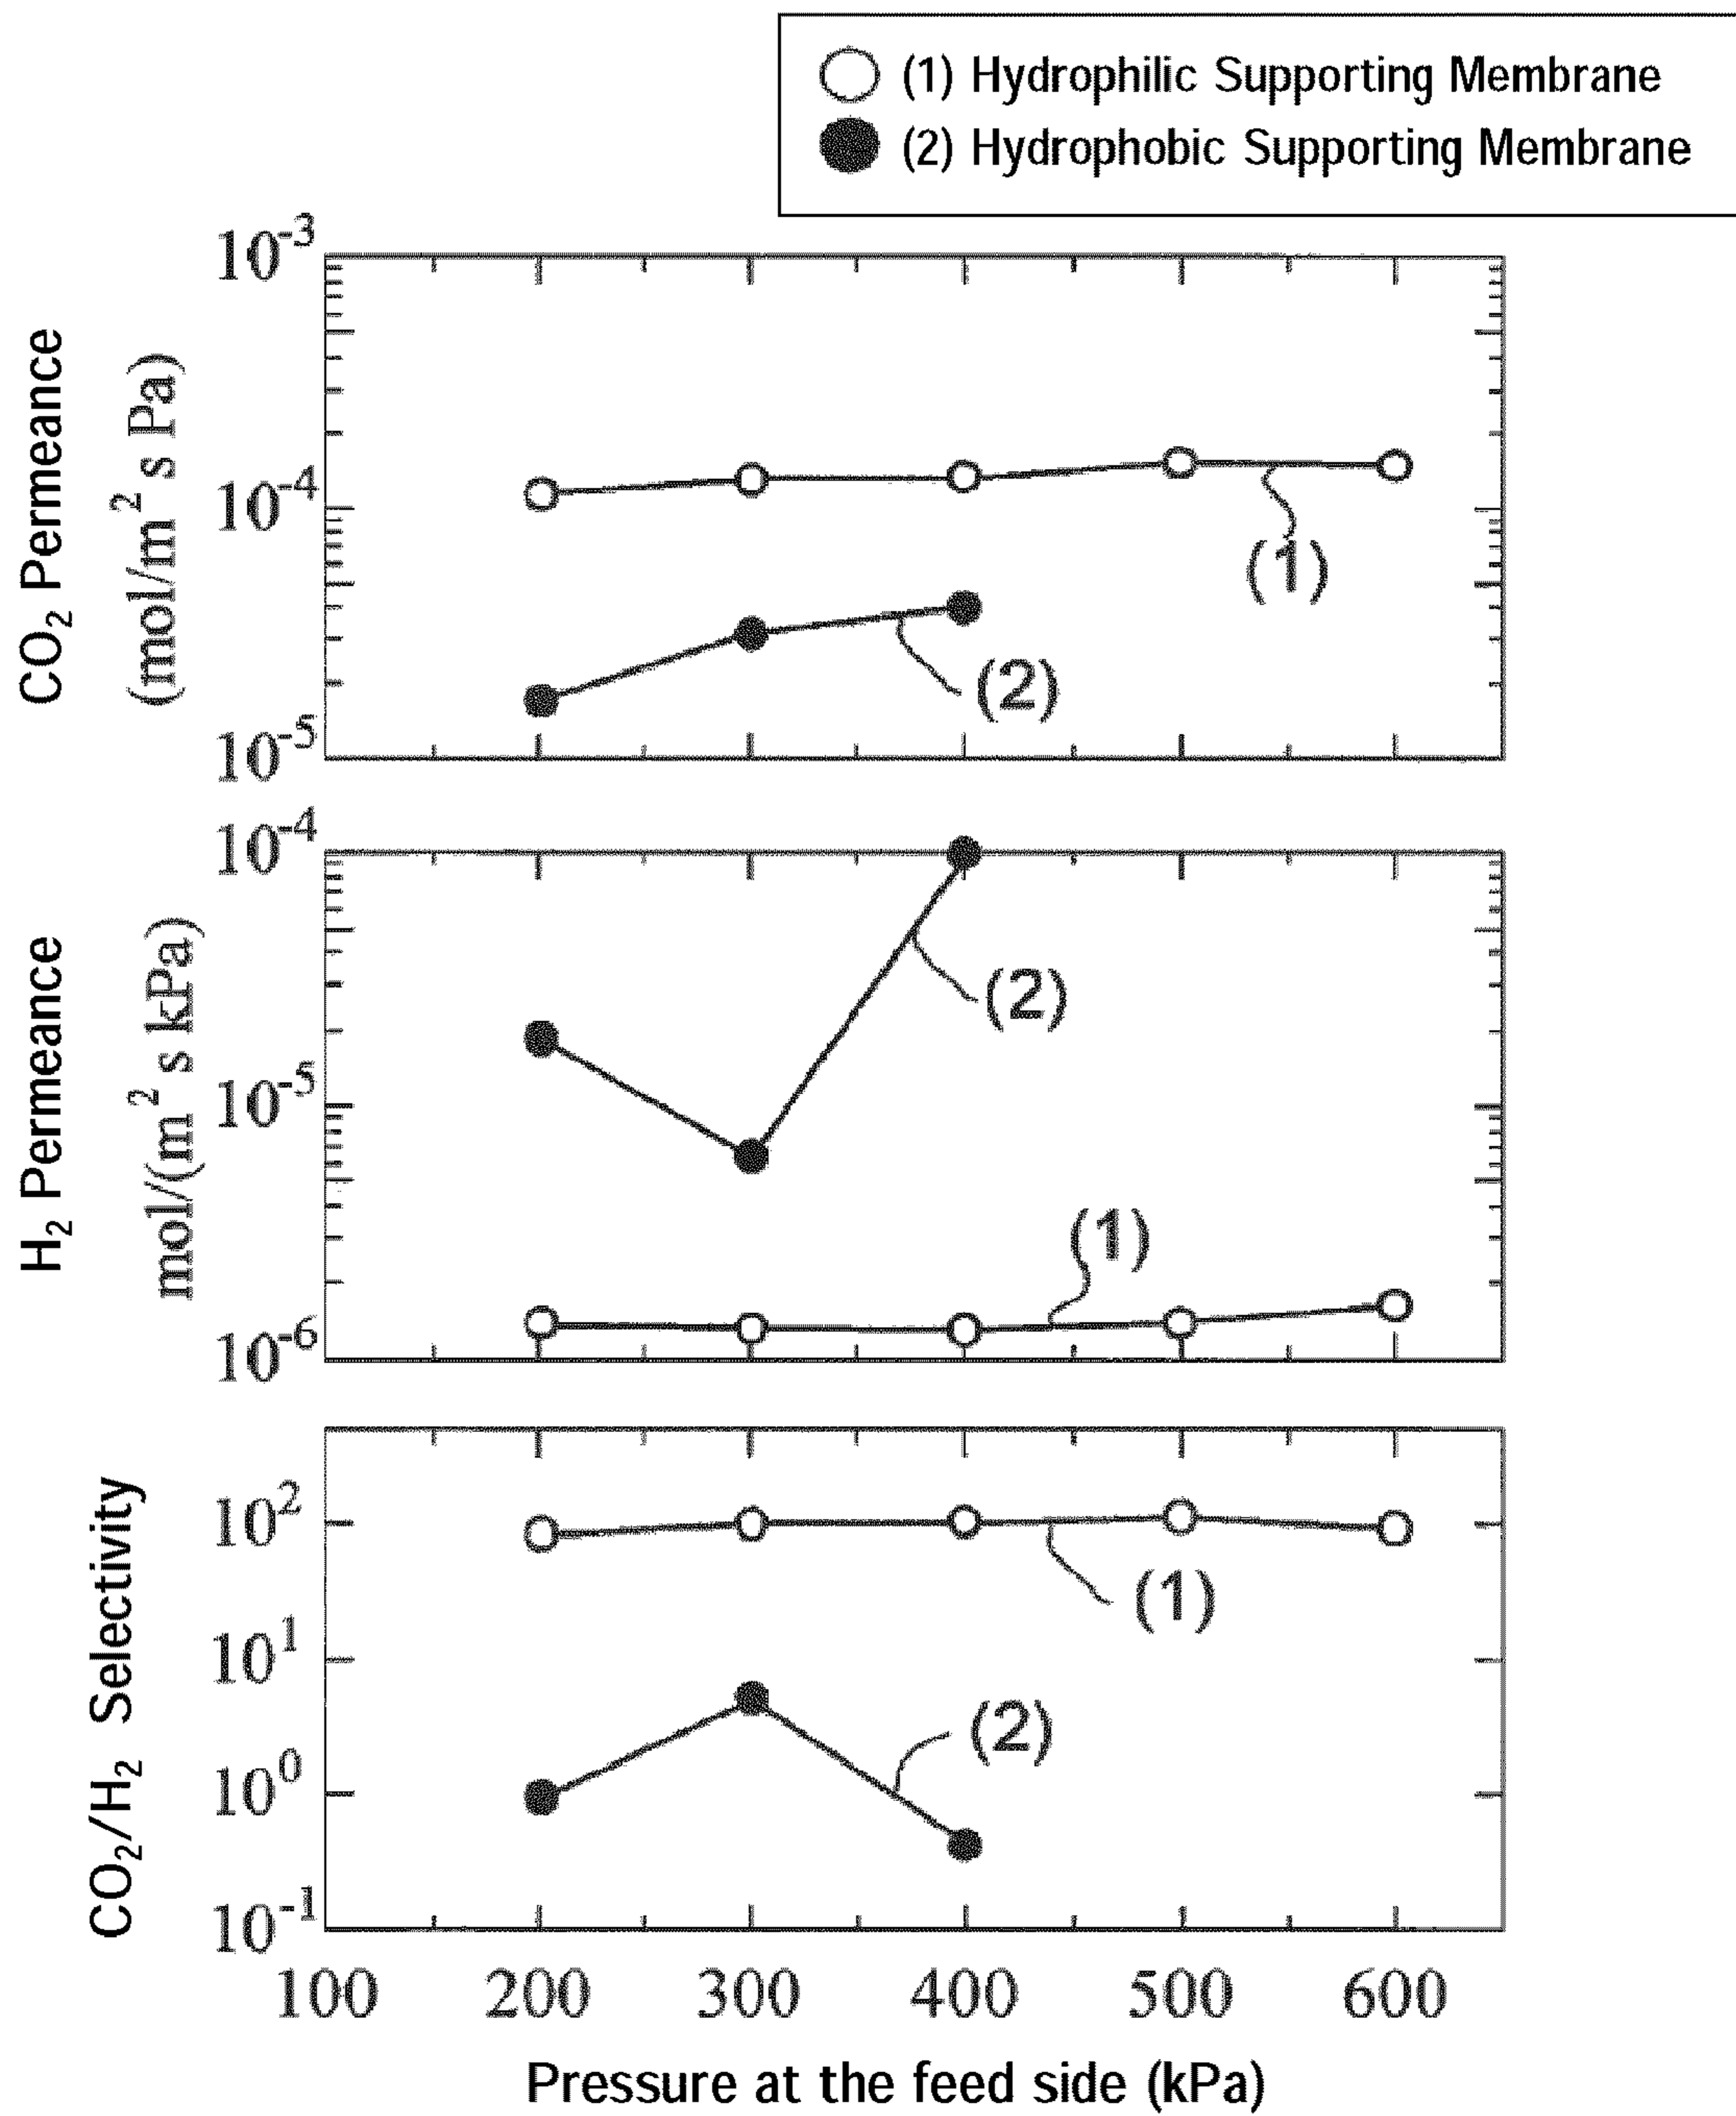 (1) Hydrophilic Supporting Membrane
(2) Hydrophobic Supporting Membrane
CO₂ Permeance
(mol/m² s Pa)
10⁻³
10⁻⁴
10⁻⁵
(1)
(2)
H₂ Permeance
mol/(m² s kPa)
10⁻⁴
10⁻⁵
10⁻⁶
(2)
(1)
CO₂/H₂ Selectivity
10²
10¹
10⁰
10⁻¹
(1)
(2)
100 200 300 400 500 600
Pressure at the feed side (kPa)